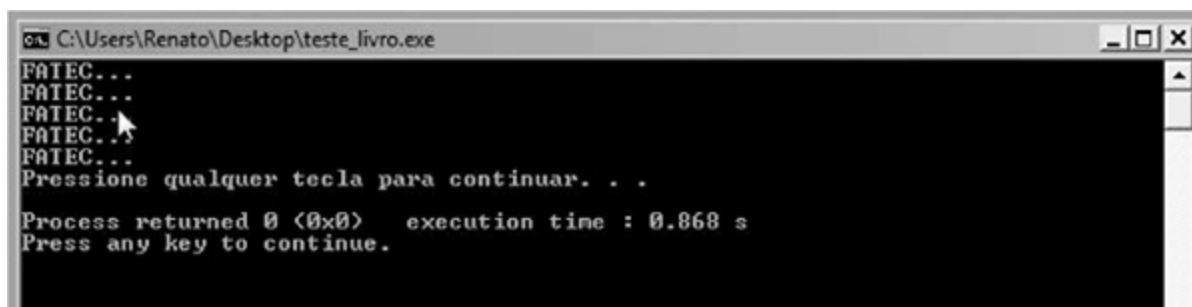 C:\Users\Renato\Desktop\teste_livro.exe
FATEC...
FATEC...
FATEC...
FATEC...
FATEC...
Pressione qualquer tecla para continuar. . .
Process returned 0 (0x0)   execution time : 0.868 s
Press any key to continue.